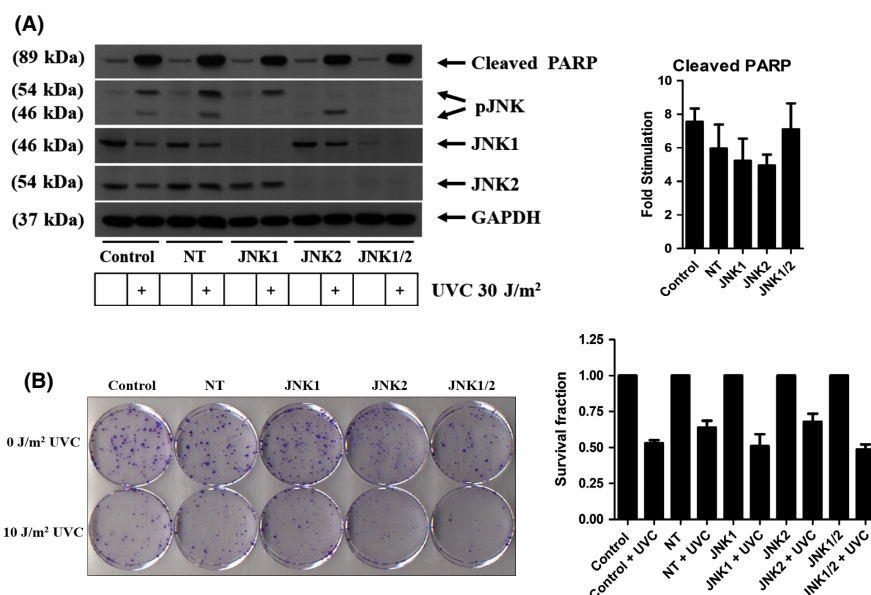 (A)
(89 kDa)
Cleaved PARP
(54 kDa)
pJNK
(46 kDa)
(46 kDa)
JNK1
(54 kDa)
JNK2
(37 kDa)
GAPDH
Control NT JNK1 JNK2 JNK1/2
+ + + + +
UVC 30 J/m²
Cleaved PARP
Fold Stimulation
10
8
6
4
2
0
Control
NT
JNK1
JNK2
JNK1/2
(B)
Control NT JNK1 JNK2 JNK1/2
0 J/m² UVC
10 J/m² UVC
Survival fraction
1.25
1.00
0.75
0.50
0.25
0.00
Control
Control + UVC
NT
NT + UVC
JNK1
JNK1 + UVC
JNK2
JNK2 + UVC
JNK1/2
JNK1/2 + UVC